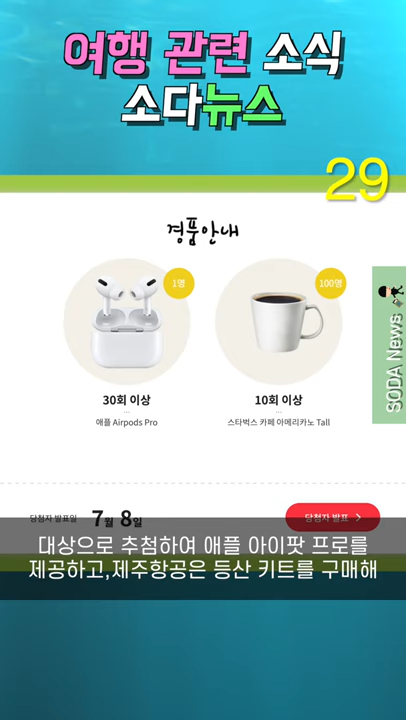 여행 관련 소식
소다뉴스
29
경품안내
1명
100명
30회 이상
10회 이상
애플 Airpods Pro
스타벅스 카페 아메리카노 Tall
SODA News
당첨자 발표일
7월 8일
당첨자 발표 >
대상으로 추첨하여 애플 아이팟 프로를
제공하고,제주항공은 등산 키트를 구매해